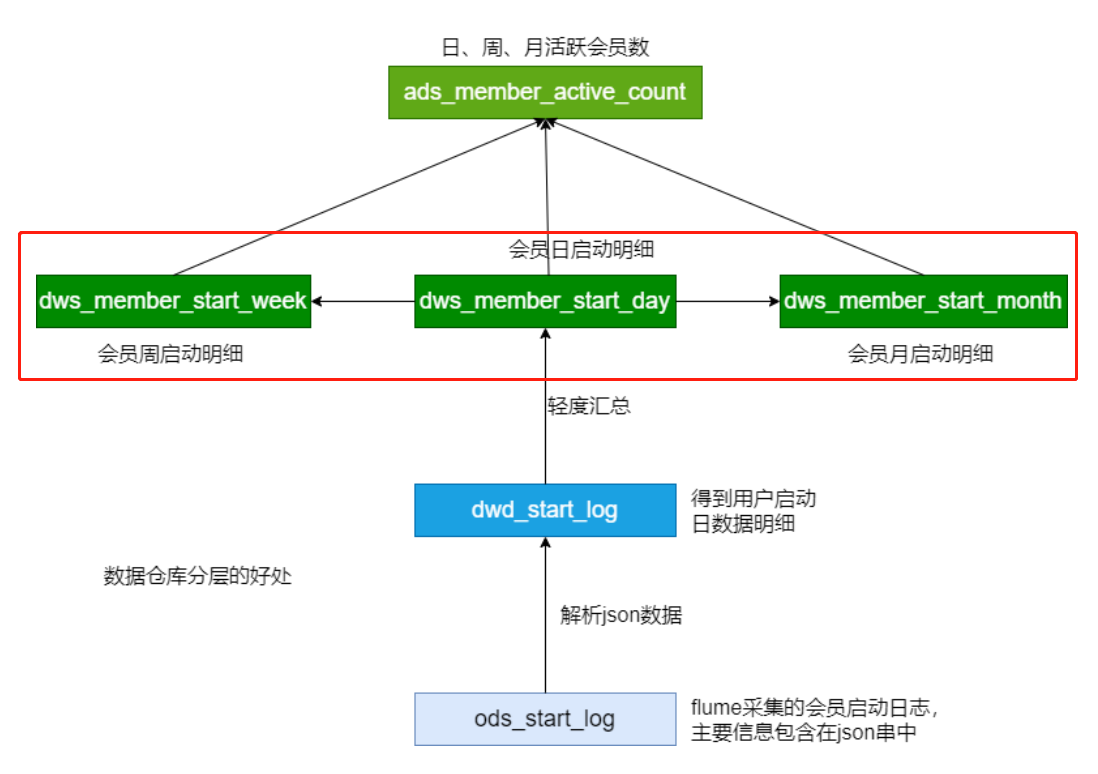 日、周、月活跃会员数
ads_member_active_count
会员日启动明细
dws_member_start_week
dws_member_start_day
dws_member_start_month
会员周启动明细
会员月启动明细
轻度汇总
dwd_start_log
得到用户启动
日数据明细
数据仓库分层的好处
解析json数据
ods_start_log
flume采集的会员启动日志,
主要信息包含在json串中